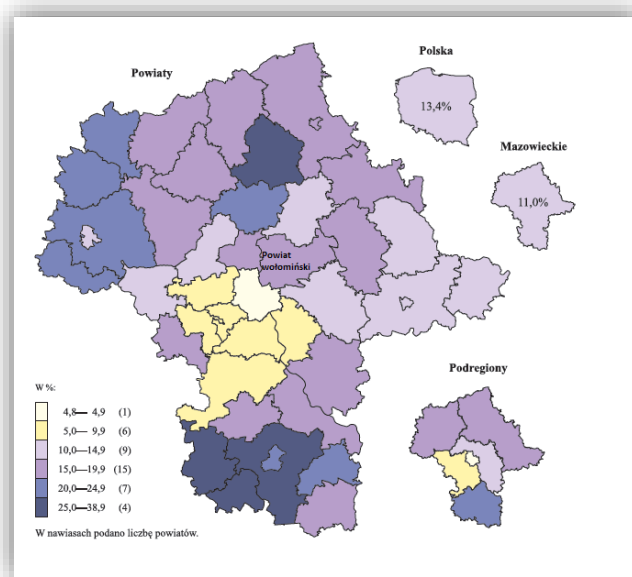 Polska
Powiaty
13,4%
Mazowieckie
11,0%
Powiat
wołomiński
Podregiony
W %:
4,8— 4,9 (1)
5,0— 9,9 (6)
10,0—14,9 (9)
15,0—19,9 (15)
20,0—24,9 (7)
25,0—38,9 (4)
W nawiasach podano liczbę powiatów.